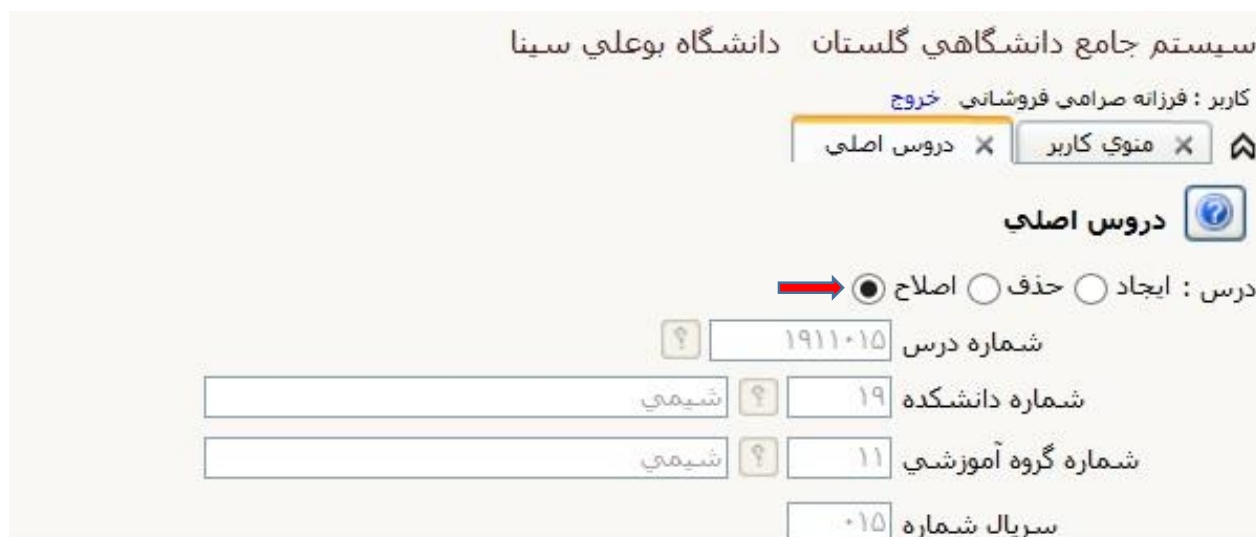 سيستم جامع دانشگاهي گلستان   دانشگاه بوعلي سينا
كاربر : فرزانه صرامي فروشاني   خروج
منوي كاربر   دروس اصلي
دروس اصلي
درس : ايجاد حذف اصلاح
شماره درس ۱۹۱۱۰۱۵ ؟
شماره دانشكده ۱۹ ؟ شيمي
شماره گروه آموزشي ۱۱ ؟ شيمي
سريال شماره ۰۱۵